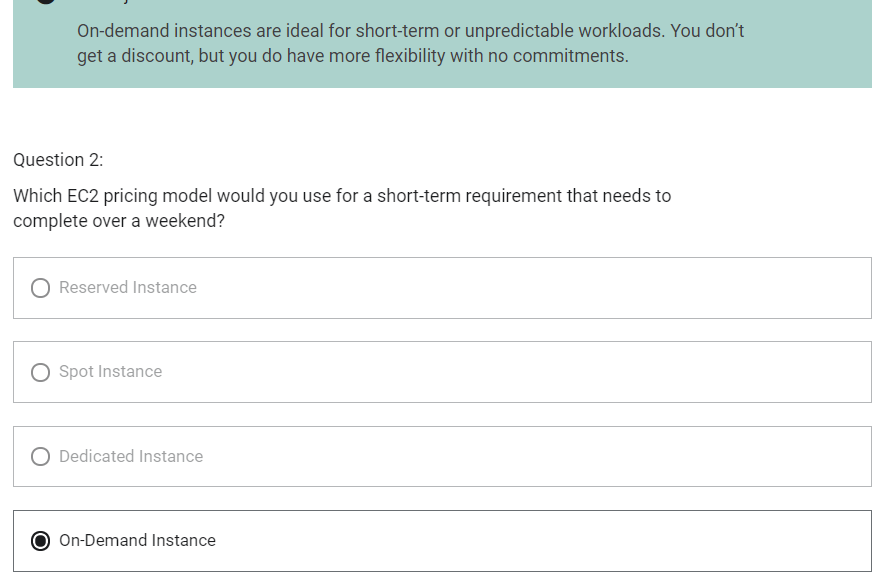 On-demand instances are ideal for short-term or unpredictable workloads. You don't
get a discount, but you do have more flexibility with no commitments.
Question 2:
Which EC2 pricing model would you use for a short-term requirement that needs to
complete over a weekend?
Reserved Instance
Spot Instance
Dedicated Instance
On-Demand Instance